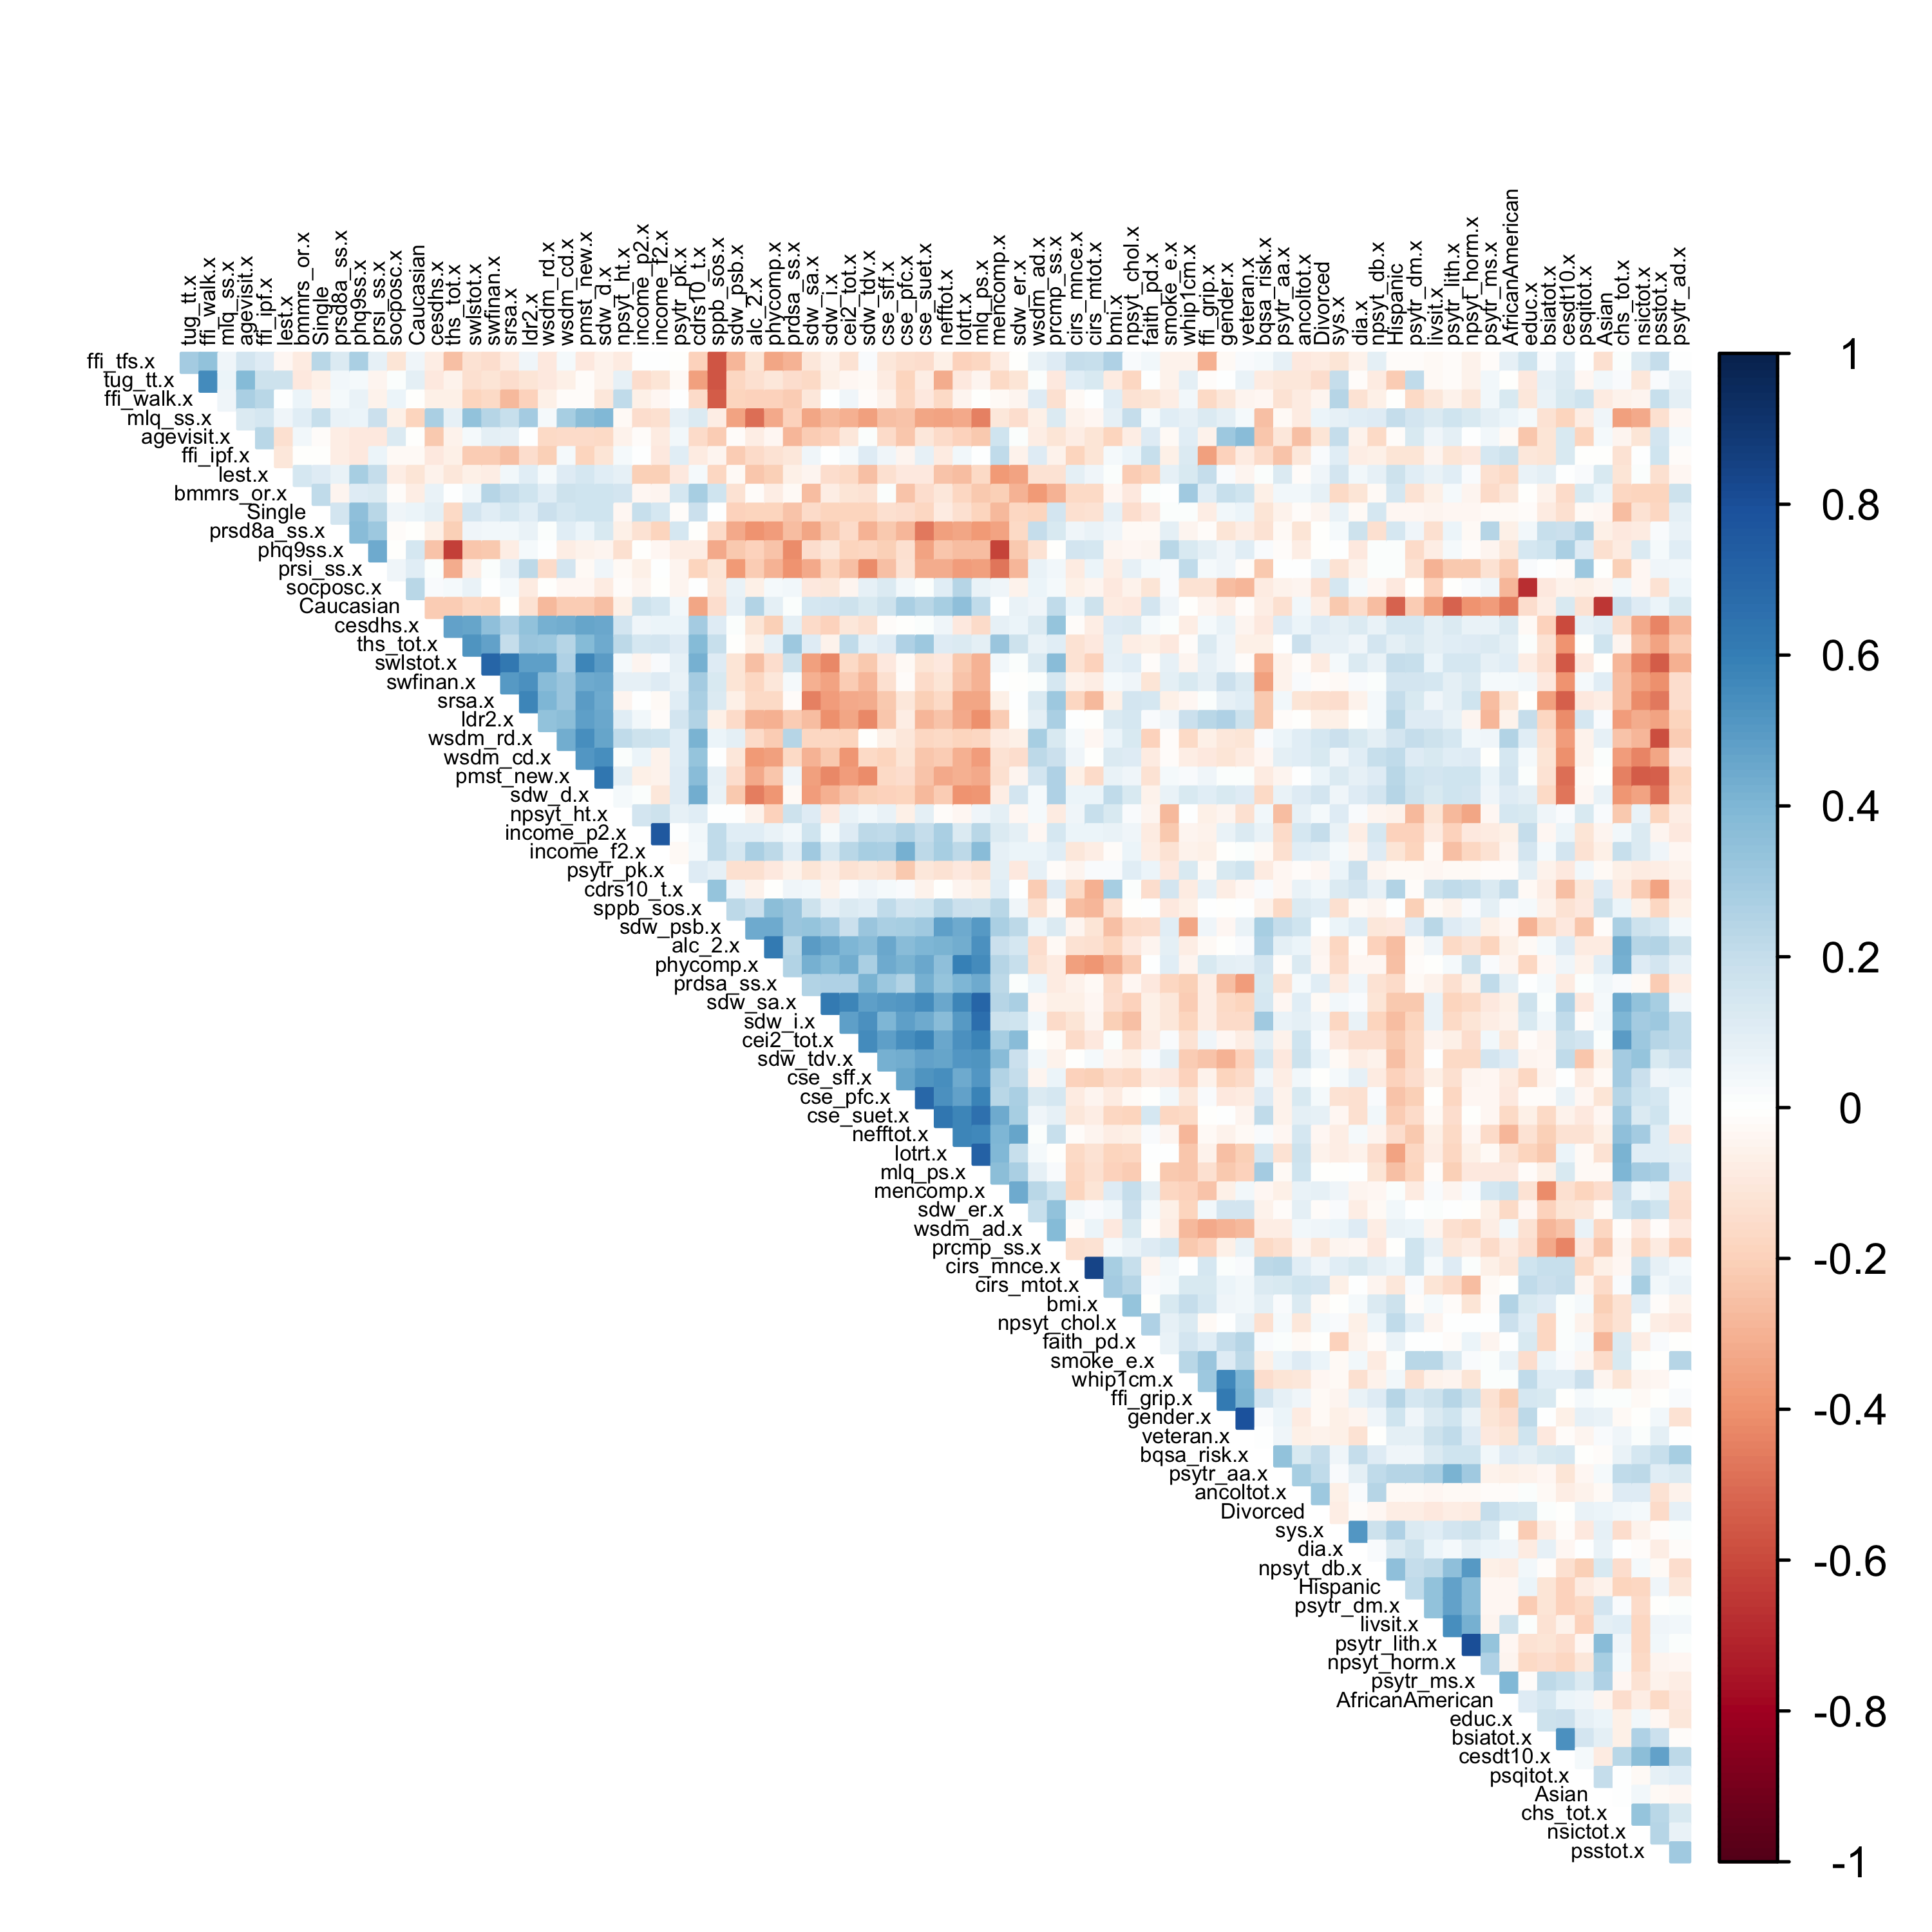 tug_tt.x
ffi_walk.x
mlq_ss.x
agevisit.x
ffi_ipf.x
lest.x
bmmrs_or.x
Single
prsd8a_ss.x
phq9ss.x
prsi_ss.x
socposc.x
Caucasian
cesdhs.x
ths_tot.x
swlstot.x
swfinan.x
srsa.x
ldr2.x
wsdm_rd.x
wsdm_cd.x
pmst_new.x
sdw_d.x
npsyt_ht.x
income_p2.x
income_f2.x
psytr_pk.x
cdrs10_t.x
sppb_sos.x
sdw_psb.x
alc_2.x
phycomp.x
prdsa_ss.x
sdw_sa.x
sdw_i.x
cei2_tot.x
sdw_tdv.x
cse_sff.x
cse_pfc.x
cse_suet.x
nefftot.x
lotrt.x
mlq_ps.x
mencomp.x
sdw_er.x
wsdm_ad.x
prcmp_ss.x
cirs_mnce.x
cirs_mtot.x
bmi.x
npsyt_chol.x
faith_pd.x
smoke_e.x
whip1cm.x
ffi_grip.x
gender.x
veteran.x
bqsa_risk.x
psytr_aa.x
ancoltot.x
Divorced
sys.x
dia.x
npsyt_db.x
Hispanic
psytr_dm.x
livsit.x
psytr_lith.x
npsyt_horm.x
psytr_ms.x
AfricanAmerican
educ.x
bsiatot.x
cesdt10.x
psqitot.x
Asian
chs_tot.x
nsictot.x
psstot.x
psytr_ad.x
ffi_tfs.x
tug_tt.x
ffi_walk.x
mlq_ss.x
agevisit.x
ffi_ipf.x
lest.x
bmmrs_or.x
Single
prsd8a_ss.x
phq9ss.x
prsi_ss.x
socposc.x
Caucasian
cesdhs.x
ths_tot.x
swlstot.x
swfinan.x
srsa.x
ldr2.x
wsdm_rd.x
wsdm_cd.x
pmst_new.x
sdw_d.x
npsyt_ht.x
income_p2.x
income_f2.x
psytr_pk.x
cdrs10_t.x
sppb_sos.x
sdw_psb.x
alc_2.x
phycomp.x
prdsa_ss.x
sdw_sa.x
sdw_i.x
cei2_tot.x
sdw_tdv.x
cse_sff.x
cse_pfc.x
cse_suet.x
nefftot.x
lotrt.x
mlq_ps.x
mencomp.x
sdw_er.x
wsdm_ad.x
prcmp_ss.x
cirs_mnce.x
cirs_mtot.x
bmi.x
npsyt_chol.x
faith_pd.x
smoke_e.x
whip1cm.x
ffi_grip.x
gender.x
veteran.x
bqsa_risk.x
psytr_aa.x
ancoltot.x
Divorced
sys.x
dia.x
npsyt_db.x
Hispanic
psytr_dm.x
livsit.x
psytr_lith.x
npsyt_horm.x
psytr_ms.x
AfricanAmerican
educ.x
bsiatot.x
cesdt10.x
psqitot.x
Asian
chs_tot.x
nsictot.x
psstot.x
1
0.8
0.6
0.4
0.2
0
-0.2
-0.4
-0.6
-0.8
-1